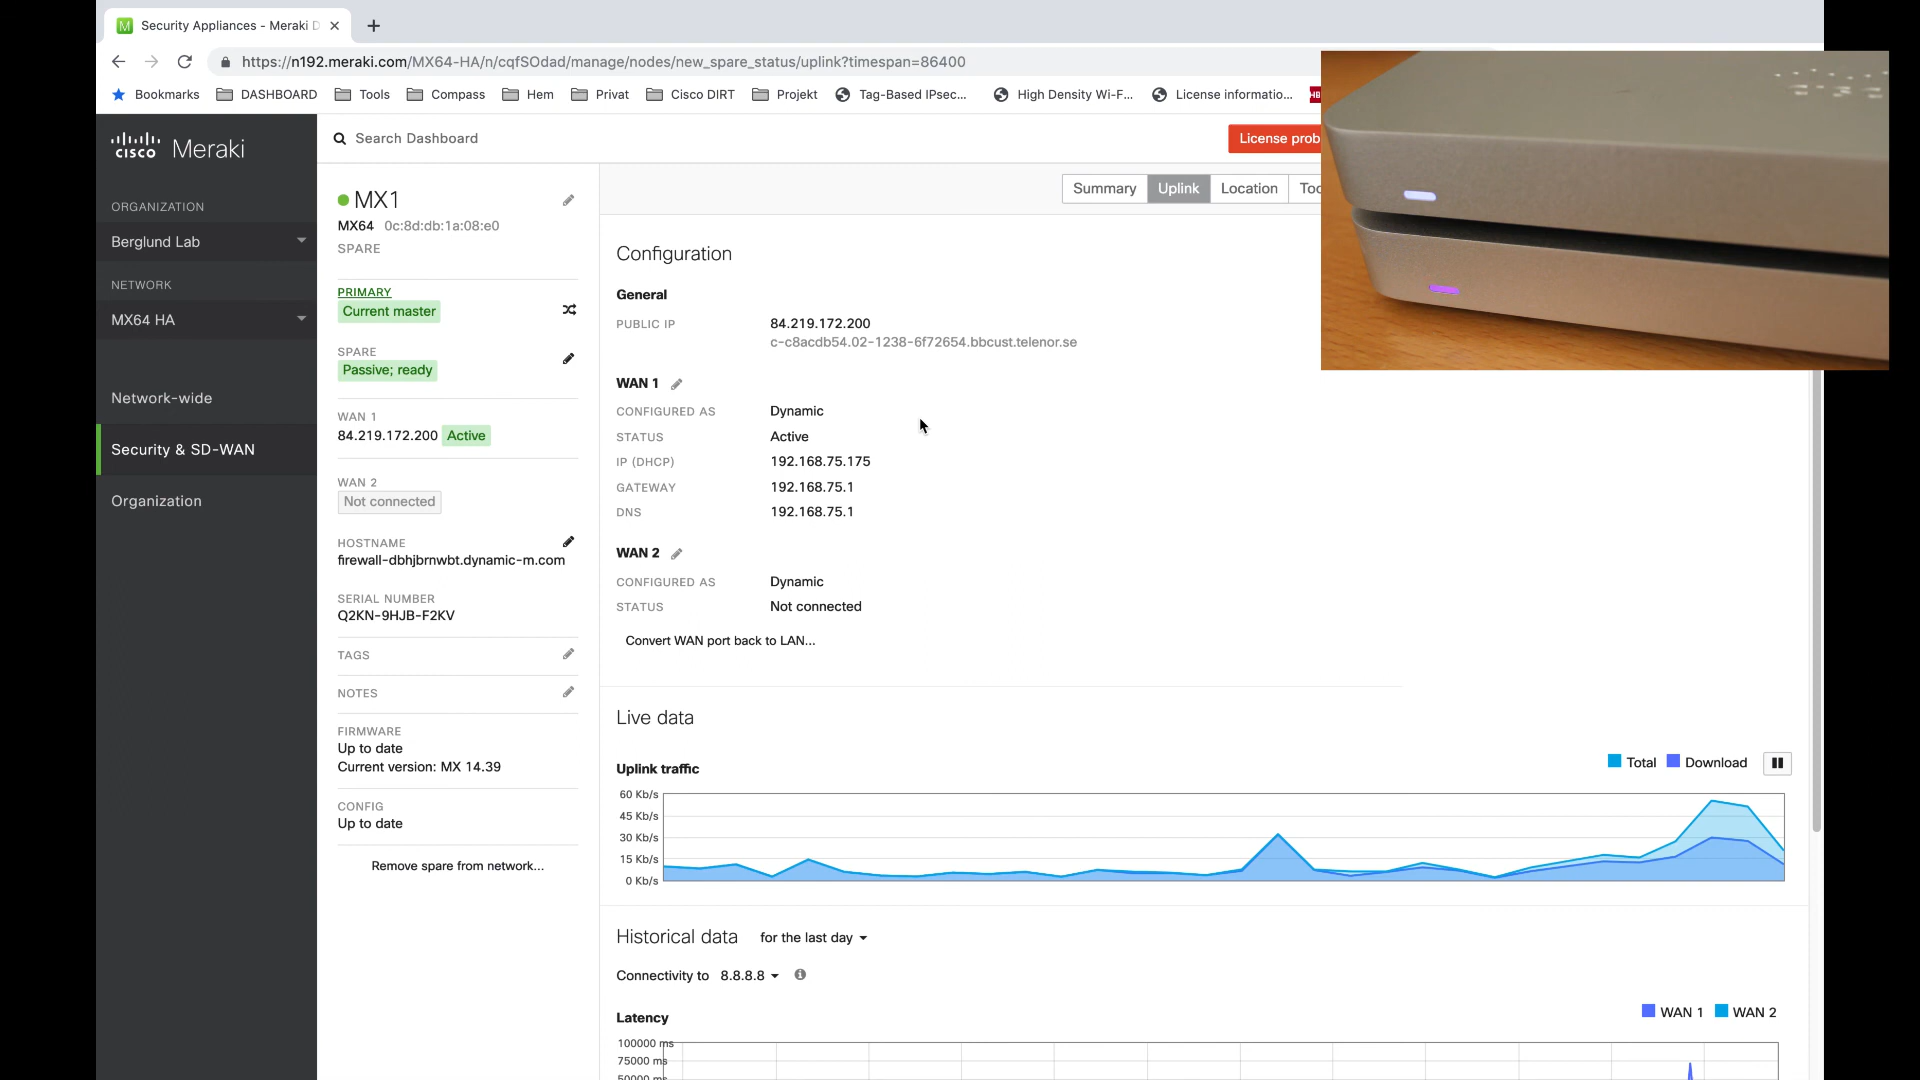 Security Appliances - Meraki D
https://n192.meraki.com/MX64-HA/n/cqfSOdad/manage/nodes/new_spare_status/uplink?timespan=86400
Bookmarks DASHBOARD Tools Compass Hem Privat Cisco DIRT Projekt Tag-Based IPsec... High Density Wi-F... License informatio...
cisco Meraki
Search Dashboard
License prob
ORGANIZATION
Berglund Lab
NETWORK
MX64 HA
Network-wide
Security & SD-WAN
Organization
MX1
MX64 0c:8d:db:1a:08:e0
SPARE
PRIMARY
Current master
SPARE
Passive; ready
WAN 1
84.219.172.200 Active
WAN 2
Not connected
HOSTNAME
firewall-dbhjbrnwbt.dynamic-m.com
SERIAL NUMBER
Q2KN-9HJB-F2KV
TAGS
NOTES
FIRMWARE
Up to date
Current version: MX 14.39
CONFIG
Up to date
Remove spare from network...
Summary Uplink Location Too
Configuration
General
PUBLIC IP 84.219.172.200
c-c8acdb54.02-1238-6f72654.bbcust.telenor.se
WAN 1
CONFIGURED AS Dynamic
STATUS Active
IP (DHCP) 192.168.75.175
GATEWAY 192.168.75.1
DNS 192.168.75.1
WAN 2
CONFIGURED AS Dynamic
STATUS Not connected
Convert WAN port back to LAN...
Live data
Uplink traffic
Total Download
60 Kb/s
45 Kb/s
30 Kb/s
15 Kb/s
0 Kb/s
Historical data for the last day
Connectivity to 8.8.8.8
Latency
WAN 1 WAN 2
100000 ms
75000 ms
50000 ms